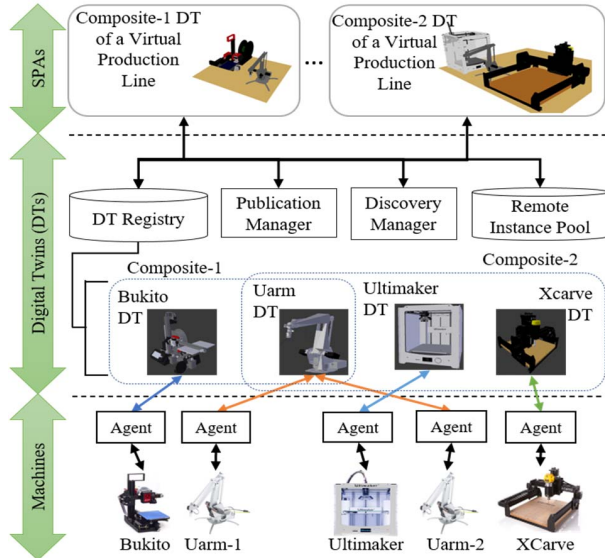 SPAs
Composite-1 DT
of a Virtual
Production
Line
...
Composite-2 DT
of a Virtual
Production
Line
Digital Twins (DTs)
DT Registry
Publication
Manager
Discovery
Manager
Remote
Instance Pool
Composite-1
Composite-2
Bukito
DT
Uarm
DT
Ultimaker
DT
Xcarve
DT
Machines
Agent
Agent
Agent
Agent
Agent
Bukito
Uarm-1
Ultimaker
Uarm-2
XCarve